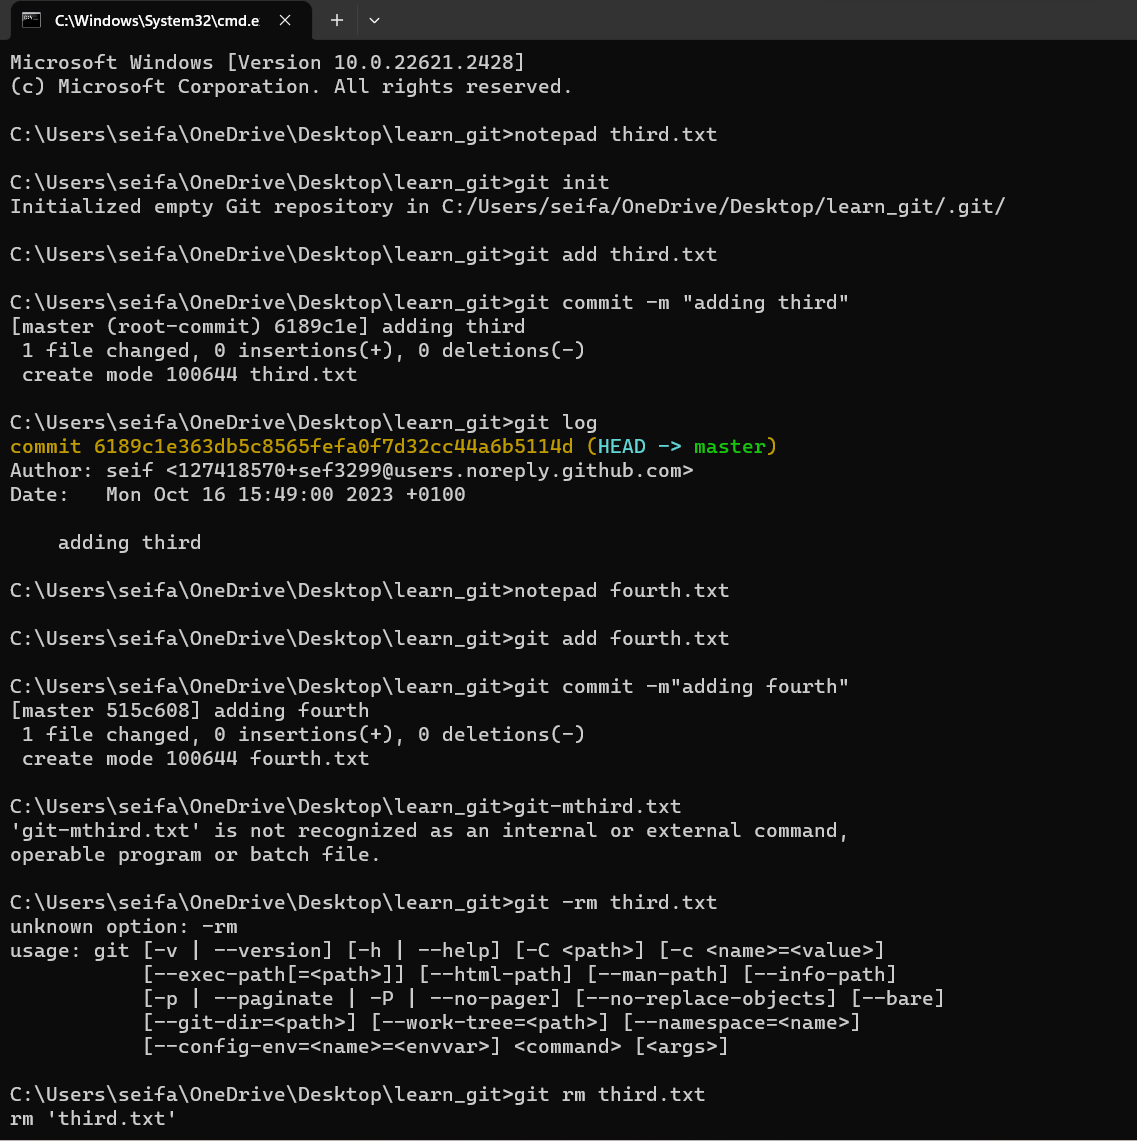 C:\Windows\System32\cmd.e
Microsoft Windows [Version 10.0.22621.2428]
(c) Microsoft Corporation. All rights reserved.
C:\Users\seifa\OneDrive\Desktop\learn_git>notepad third.txt
C:\Users\seifa\OneDrive\Desktop\learn_git>git init
Initialized empty Git repository in C:/Users/seifa/OneDrive/Desktop/learn_git/.git/
C:\Users\seifa\OneDrive\Desktop\learn_git>git add third.txt
C:\Users\seifa\OneDrive\Desktop\learn_git>git commit -m "adding third"
[master (root-commit) 6189c1e] adding third
 1 file changed, 0 insertions(+), 0 deletions(-)
 create mode 100644 third.txt
C:\Users\seifa\OneDrive\Desktop\learn_git>git log
commit 6189c1e363db5c8565fefa0f7d32cc44a6b5114d (HEAD -> master)
Author: seif <127418570+sef3299@users.noreply.github.com>
Date:   Mon Oct 16 15:49:00 2023 +0100
    adding third
C:\Users\seifa\OneDrive\Desktop\learn_git>notepad fourth.txt
C:\Users\seifa\OneDrive\Desktop\learn_git>git add fourth.txt
C:\Users\seifa\OneDrive\Desktop\learn_git>git commit -m"adding fourth"
[master 515c608] adding fourth
 1 file changed, 0 insertions(+), 0 deletions(-)
 create mode 100644 fourth.txt
C:\Users\seifa\OneDrive\Desktop\learn_git>git-mthird.txt
'git-mthird.txt' is not recognized as an internal or external command,
operable program or batch file.
C:\Users\seifa\OneDrive\Desktop\learn_git>git -rm third.txt
unknown option: -rm
usage: git [-v | --version] [-h | --help] [-C <path>] [-c <name>=<value>]
           [--exec-path[=<path>]] [--html-path] [--man-path] [--info-path]
           [-p | --paginate | -P | --no-pager] [--no-replace-objects] [--bare]
           [--git-dir=<path>] [--work-tree=<path>] [--namespace=<name>]
           [--config-env=<name>=<envvar>] <command> [<args>]
C:\Users\seifa\OneDrive\Desktop\learn_git>git rm third.txt
rm 'third.txt'